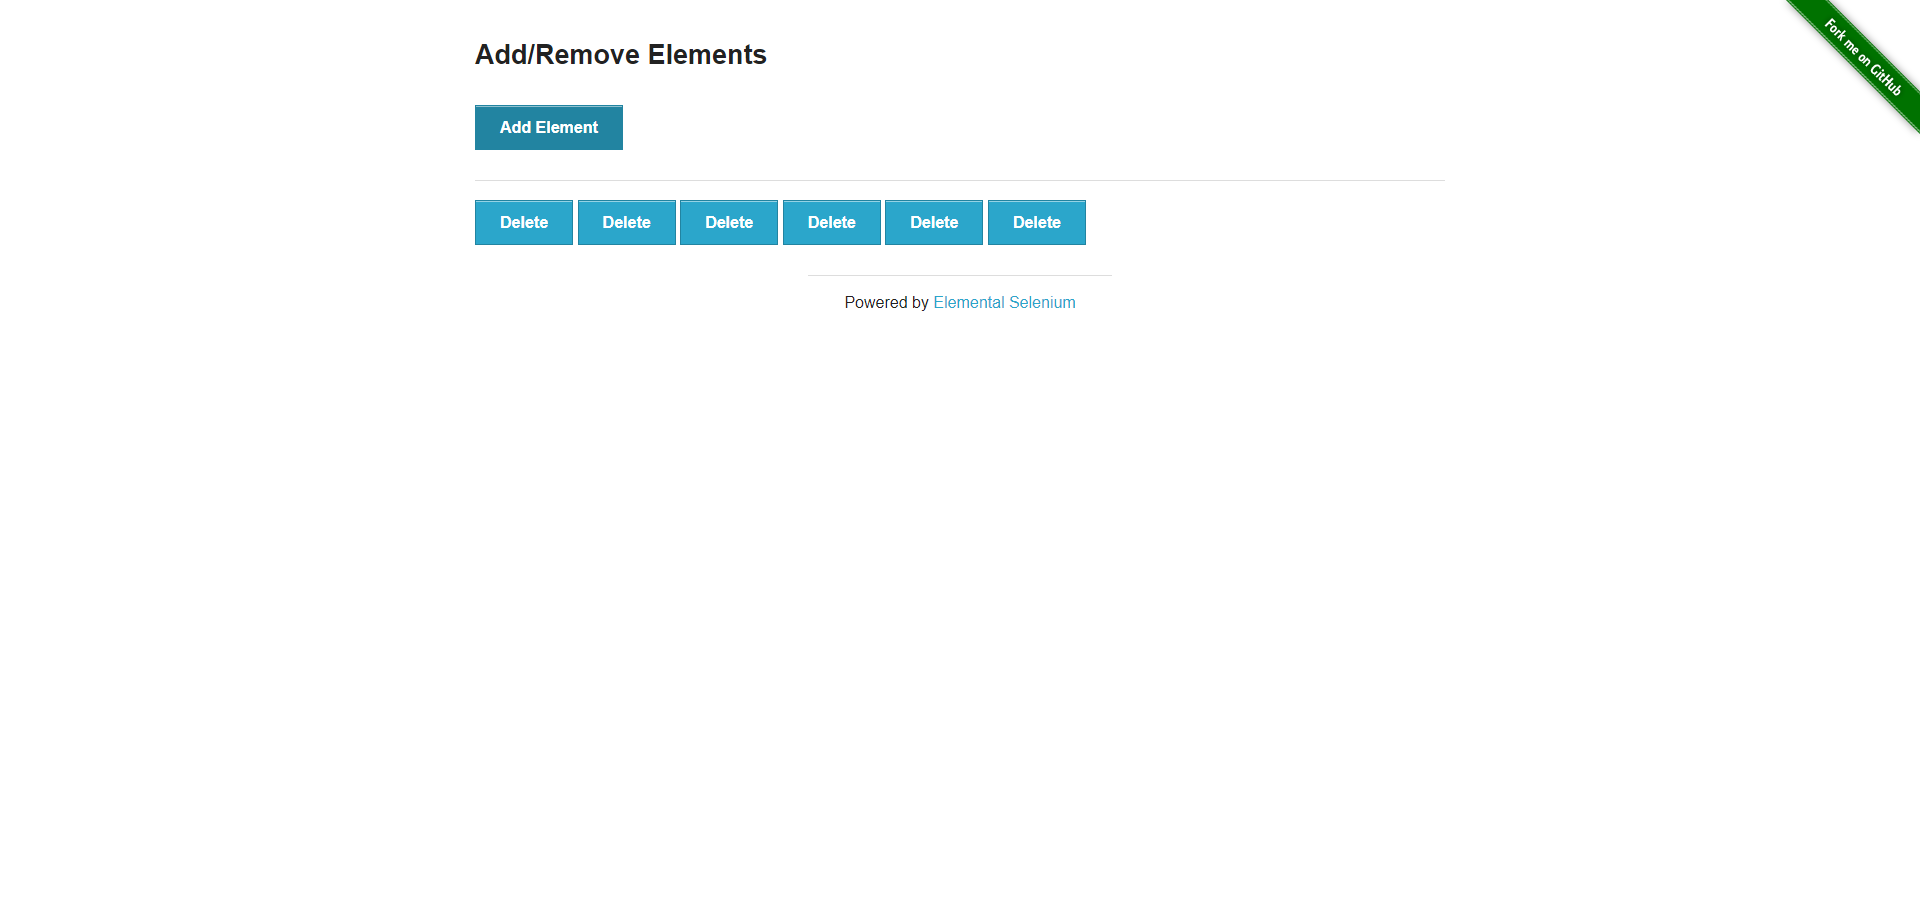 Add/Remove Elements
Fork me on GitHub
Add Element
Delete Delete Delete Delete Delete Delete
Powered by Elemental Selenium